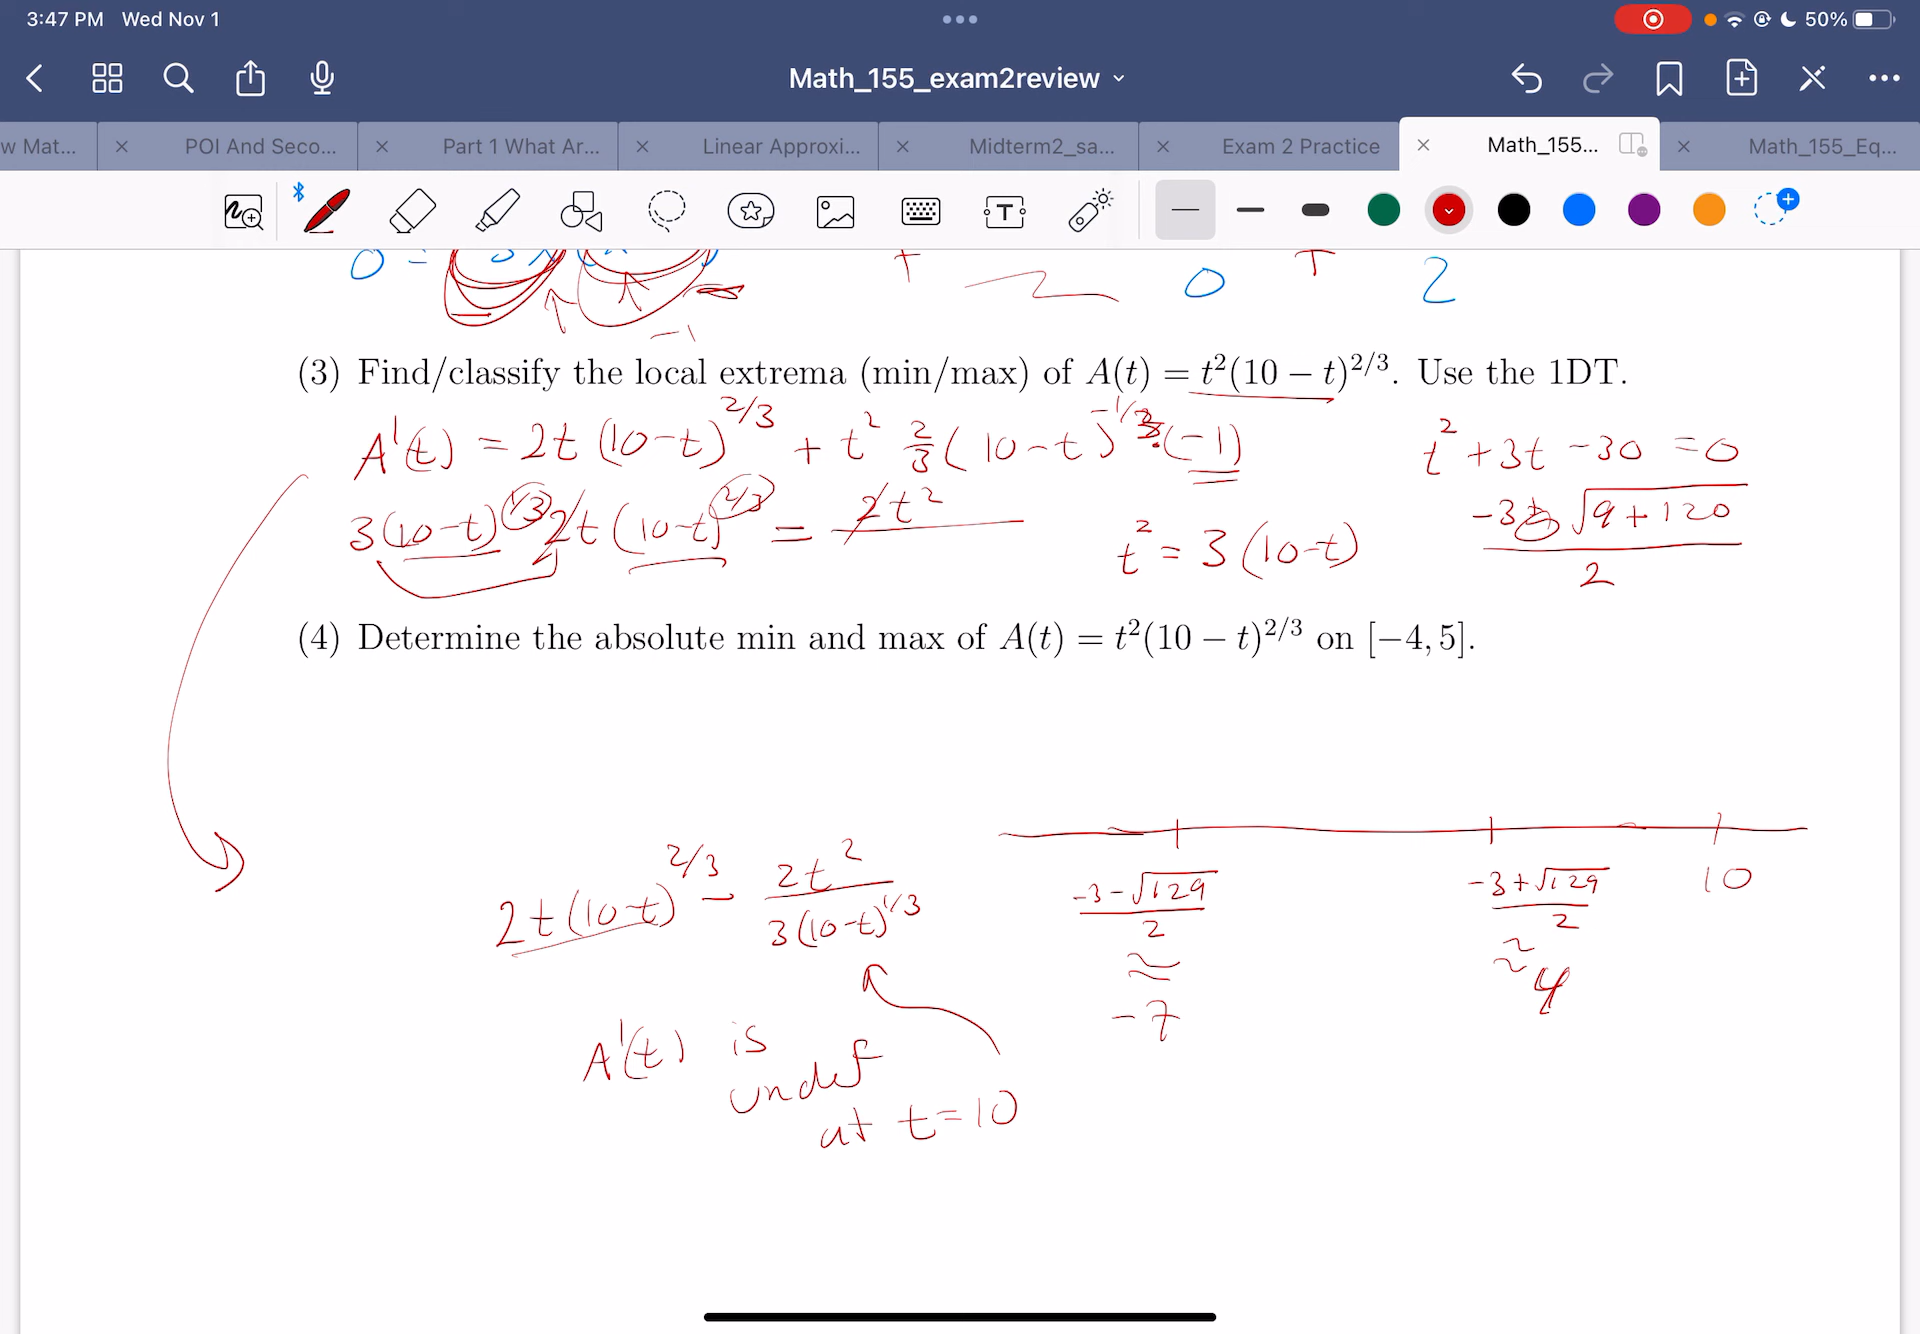 3:47 PM Wed Nov 1
50%
Math_155_exam2review
w Mat...
POI And Seco...
Part 1 What Ar...
Linear Approxi...
Midterm2_sa...
Exam 2 Practice
Math_155...
Math_155_Eq...
0 =
+
0
2
-1
(3) Find/classify the local extrema (min/max) of A(t) = t²(10 − t)^{2/3}. Use the 1DT.
A'(t) = 2t (10-t)^{2/3} + t² 2/3 (10-t)^{-1/3} · (-1)
t² + 3t - 30 = 0
3(10-t)^{1/3} 2t (10-t)^{2/3} = 2t²
t² = 3 (10-t)
-3 ± √(9+120)
2
(4) Determine the absolute min and max of A(t) = t²(10 − t)^{2/3} on [−4, 5].
2t(10-t)^{2/3} - 2t² / 3(10-t)^{1/3}
-3-√129
2
≈
-7
-3+√129
2
≈ 4
10
A'(t) is
undef
at t=10